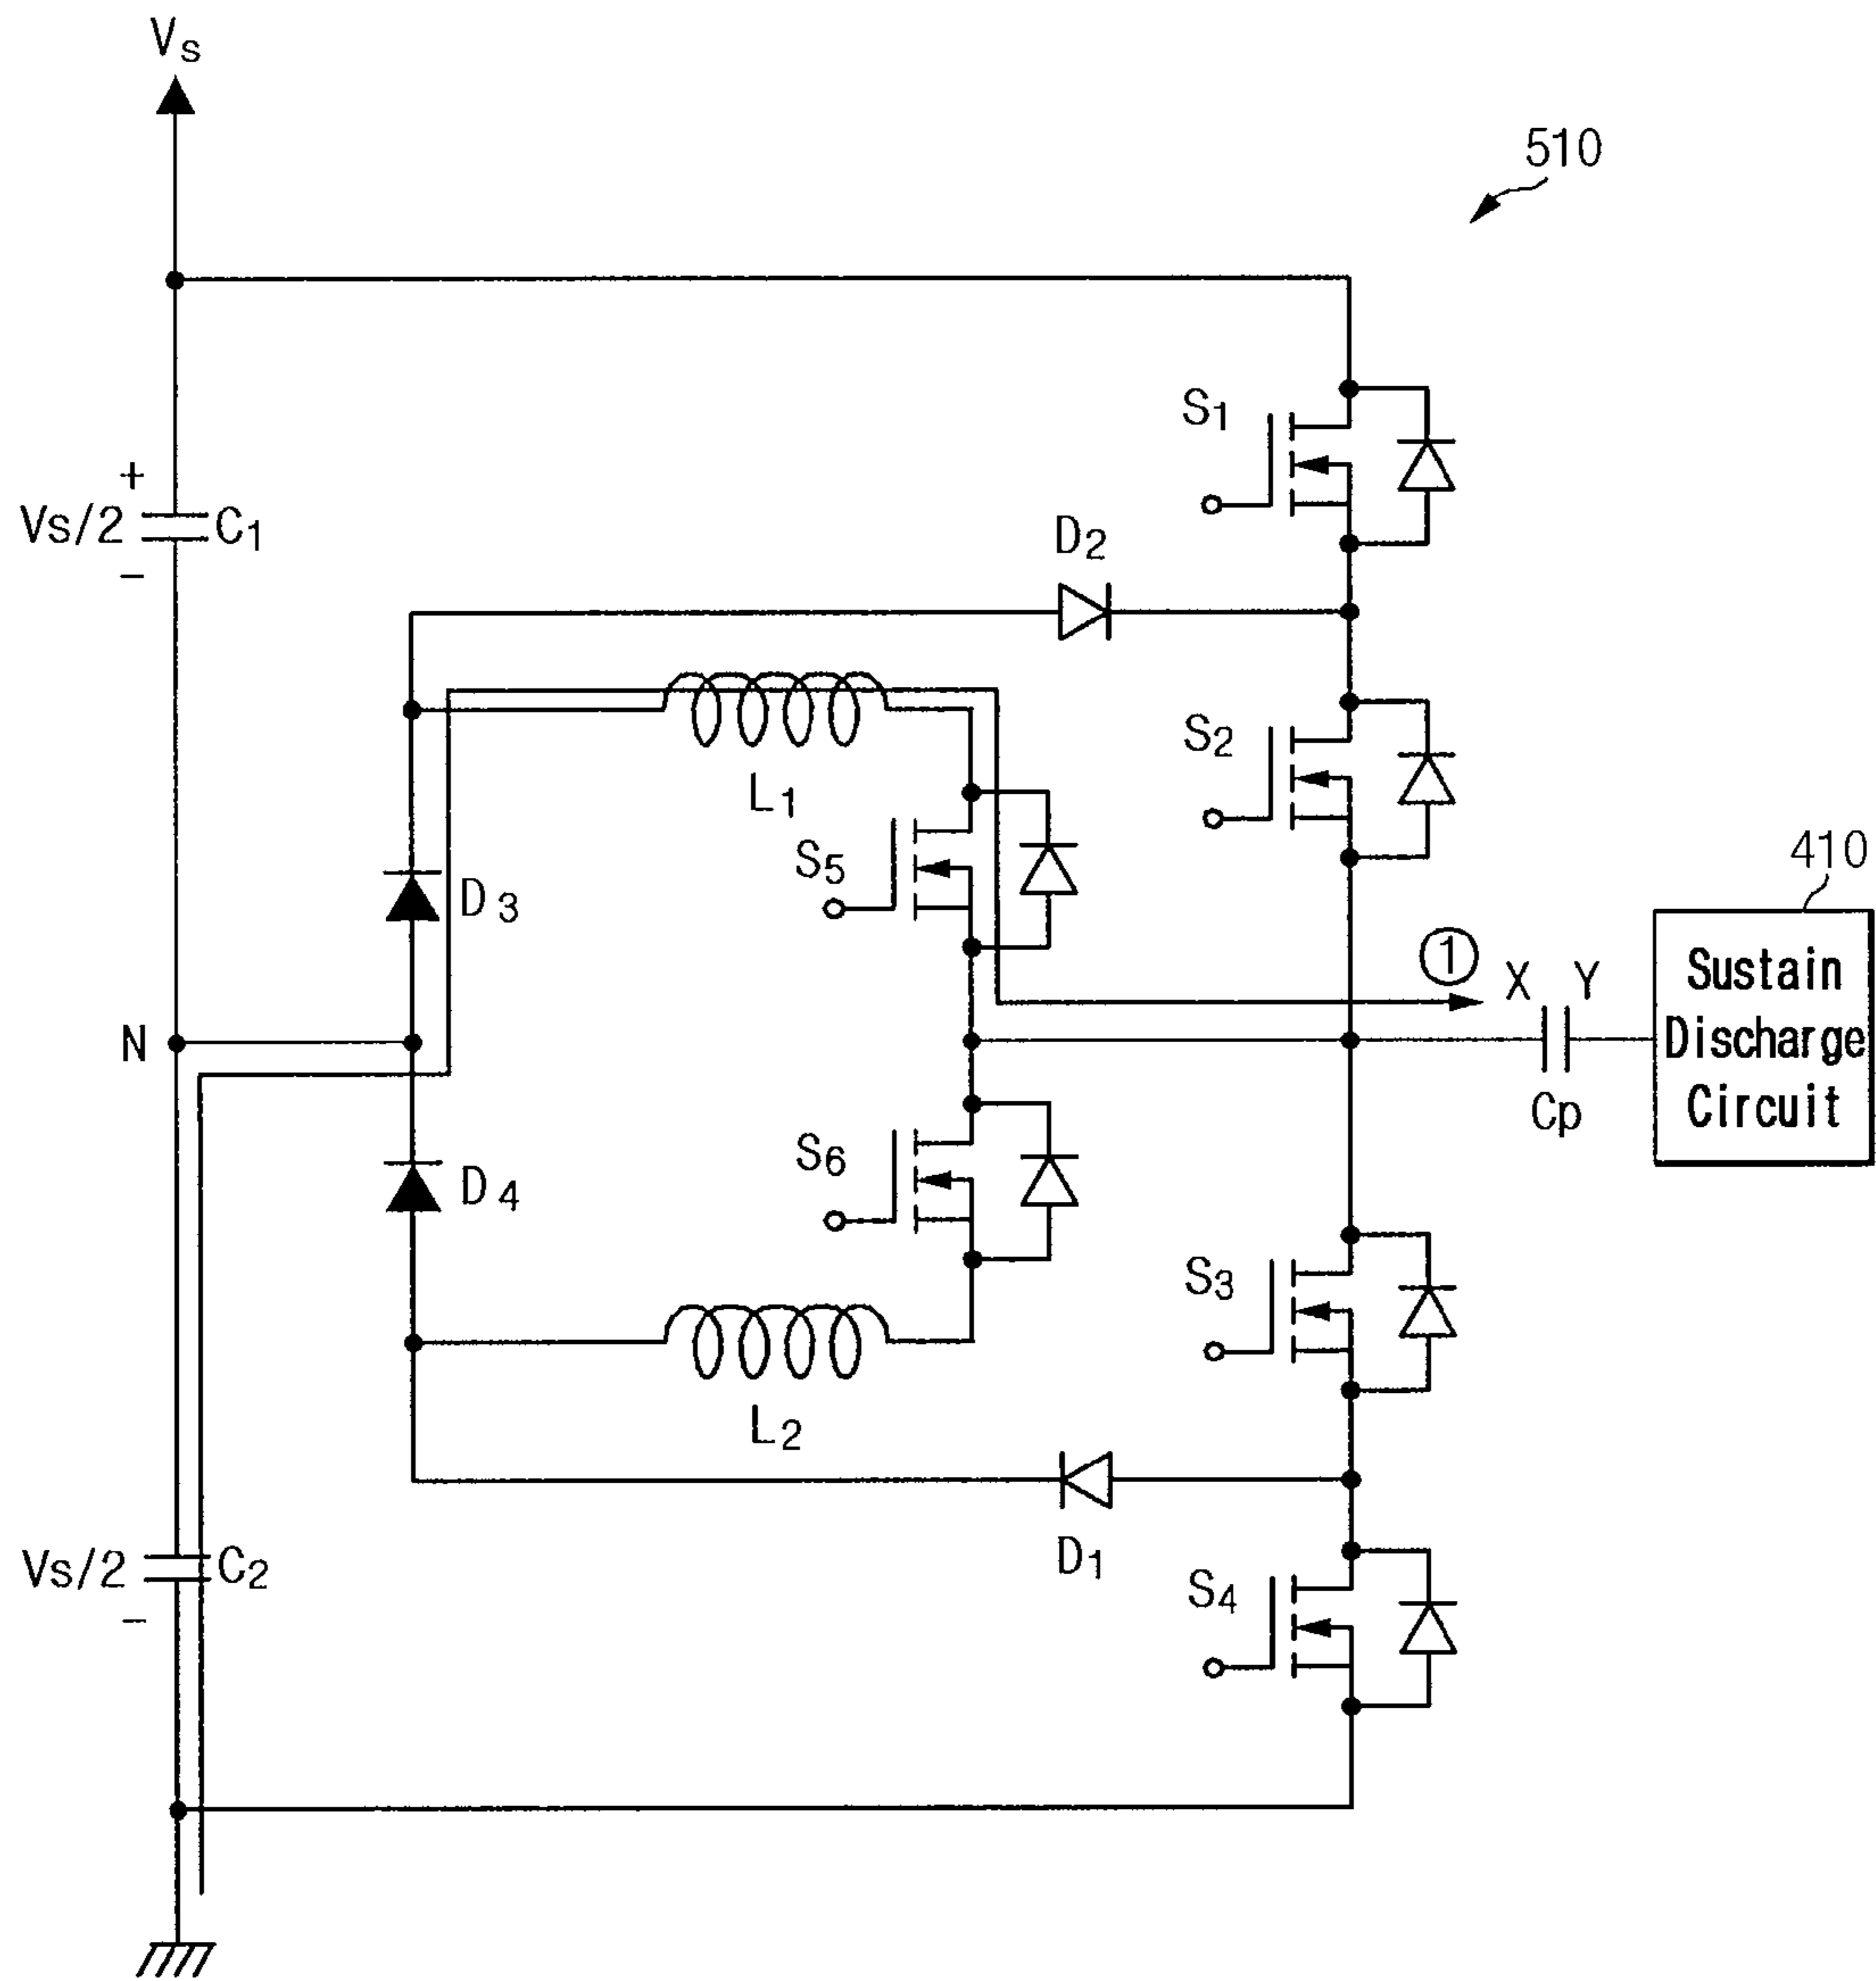 Vs
510
S1
+
Vs/2 C1
-
D2
S2
L1
S5
D3
410
1
X Y
Sustain
Discharge
Circuit
N
Cp
S6
D4
S3
L2
D1
Vs/2 C2
-
S4